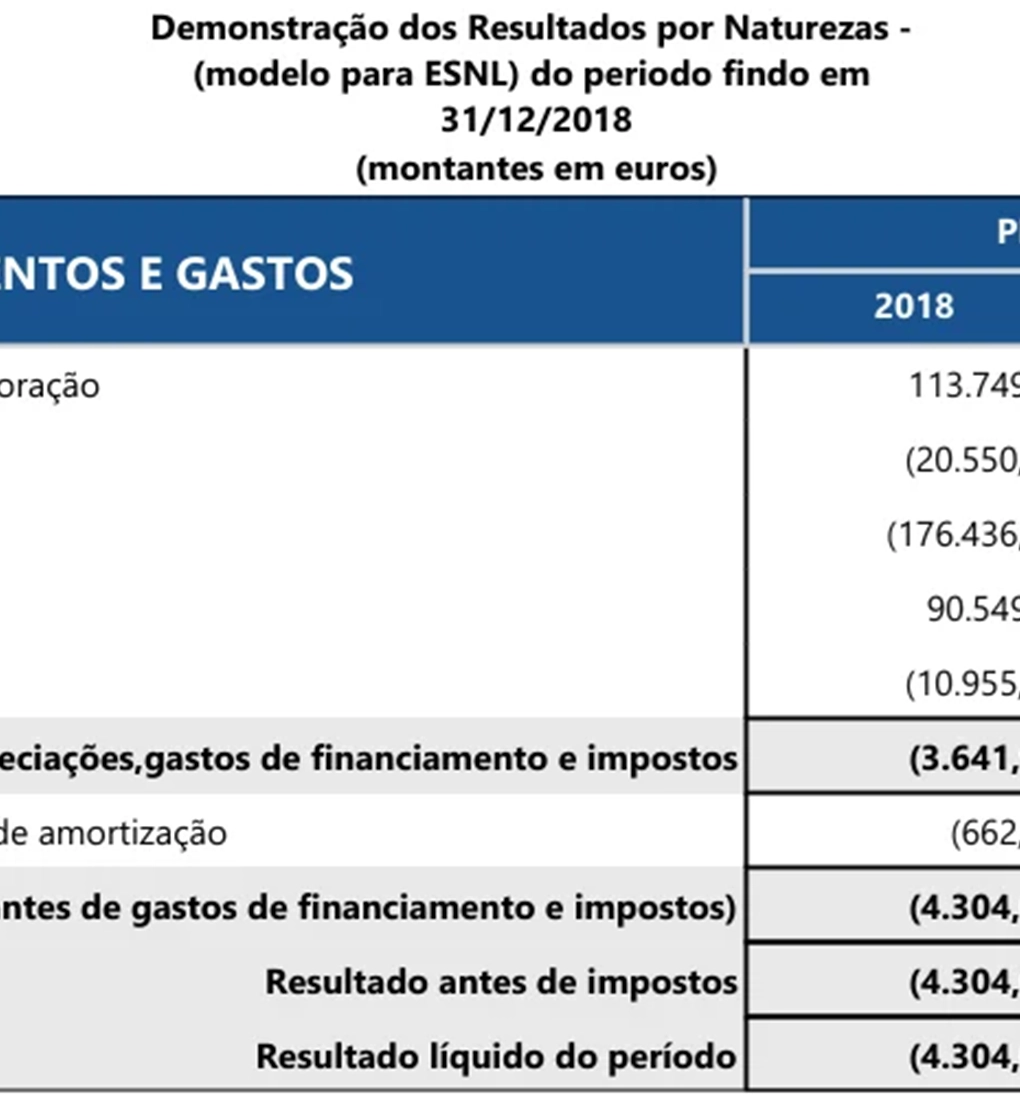 Demonstração dos Resultados por Naturezas -
(modelo para ESNL) do periodo findo em
31/12/2018
(montantes em euros)
NTOS E GASTOS
2018
oração
113.749
(20.550,
(176.436,
90.549
(10.955,
eciações,gastos de financiamento e impostos
(3.641,
de amortização
(662,
ntes de gastos de financiamento e impostos)
(4.304,
Resultado antes de impostos
(4.304,
Resultado líquido do período
(4.304,